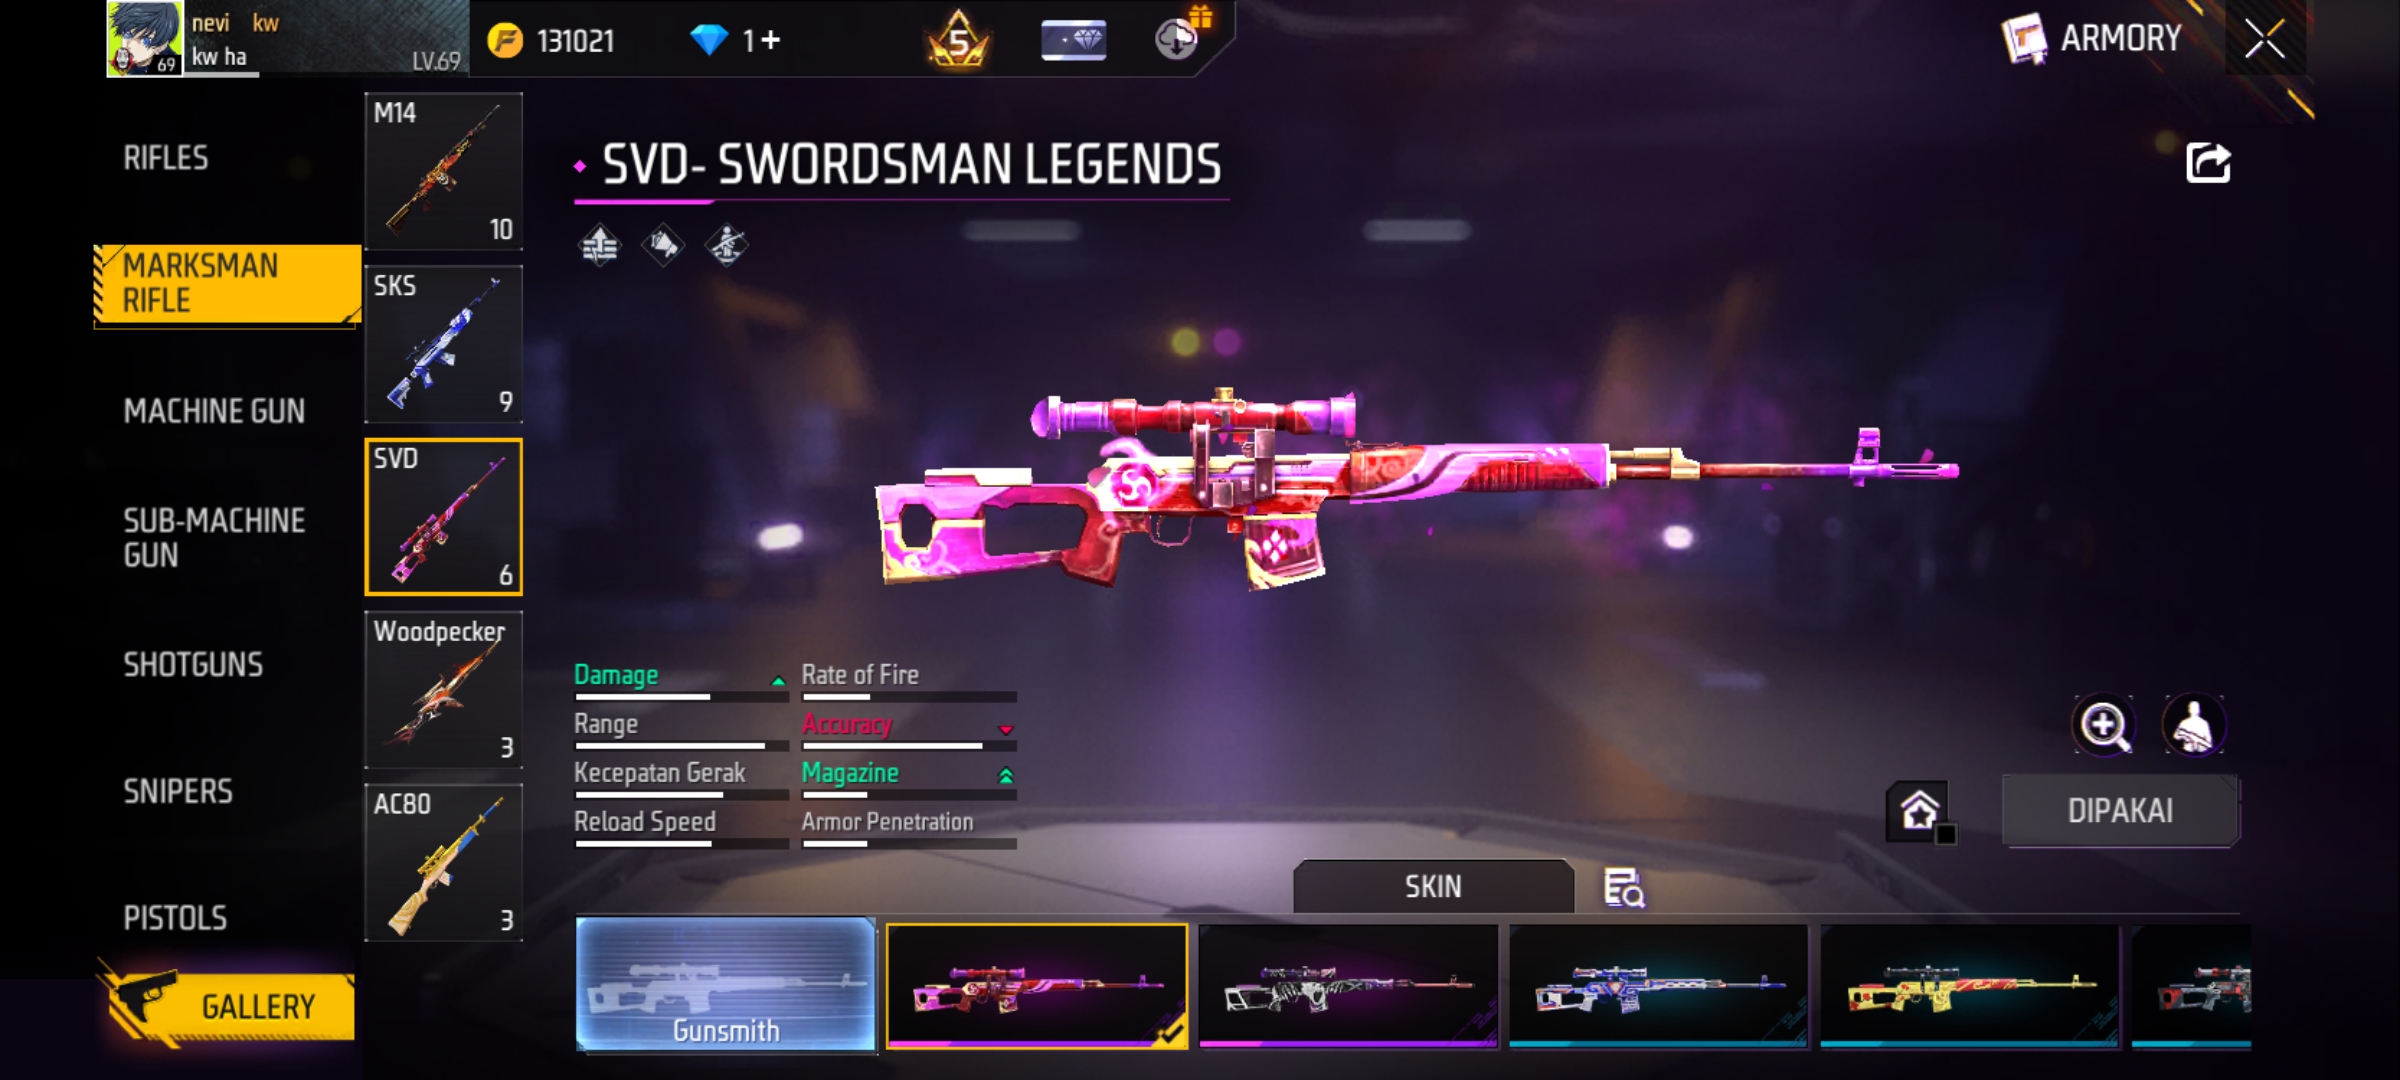 nevi kw
kw ha
69
LV.69
131021
1+
5
ARMORY
RIFLES
MARKSMAN
RIFLE
MACHINE GUN
SUB-MACHINE
GUN
SHOTGUNS
SNIPERS
PISTOLS
GALLERY
M14
10
SKS
9
SVD
6
Woodpecker
3
AC80
3
SVD- SWORDSMAN LEGENDS
Damage
Rate of Fire
Range
Accuracy
Kecepatan Gerak
Magazine
Reload Speed
Armor Penetration
DIPAKAI
SKIN
Gunsmith